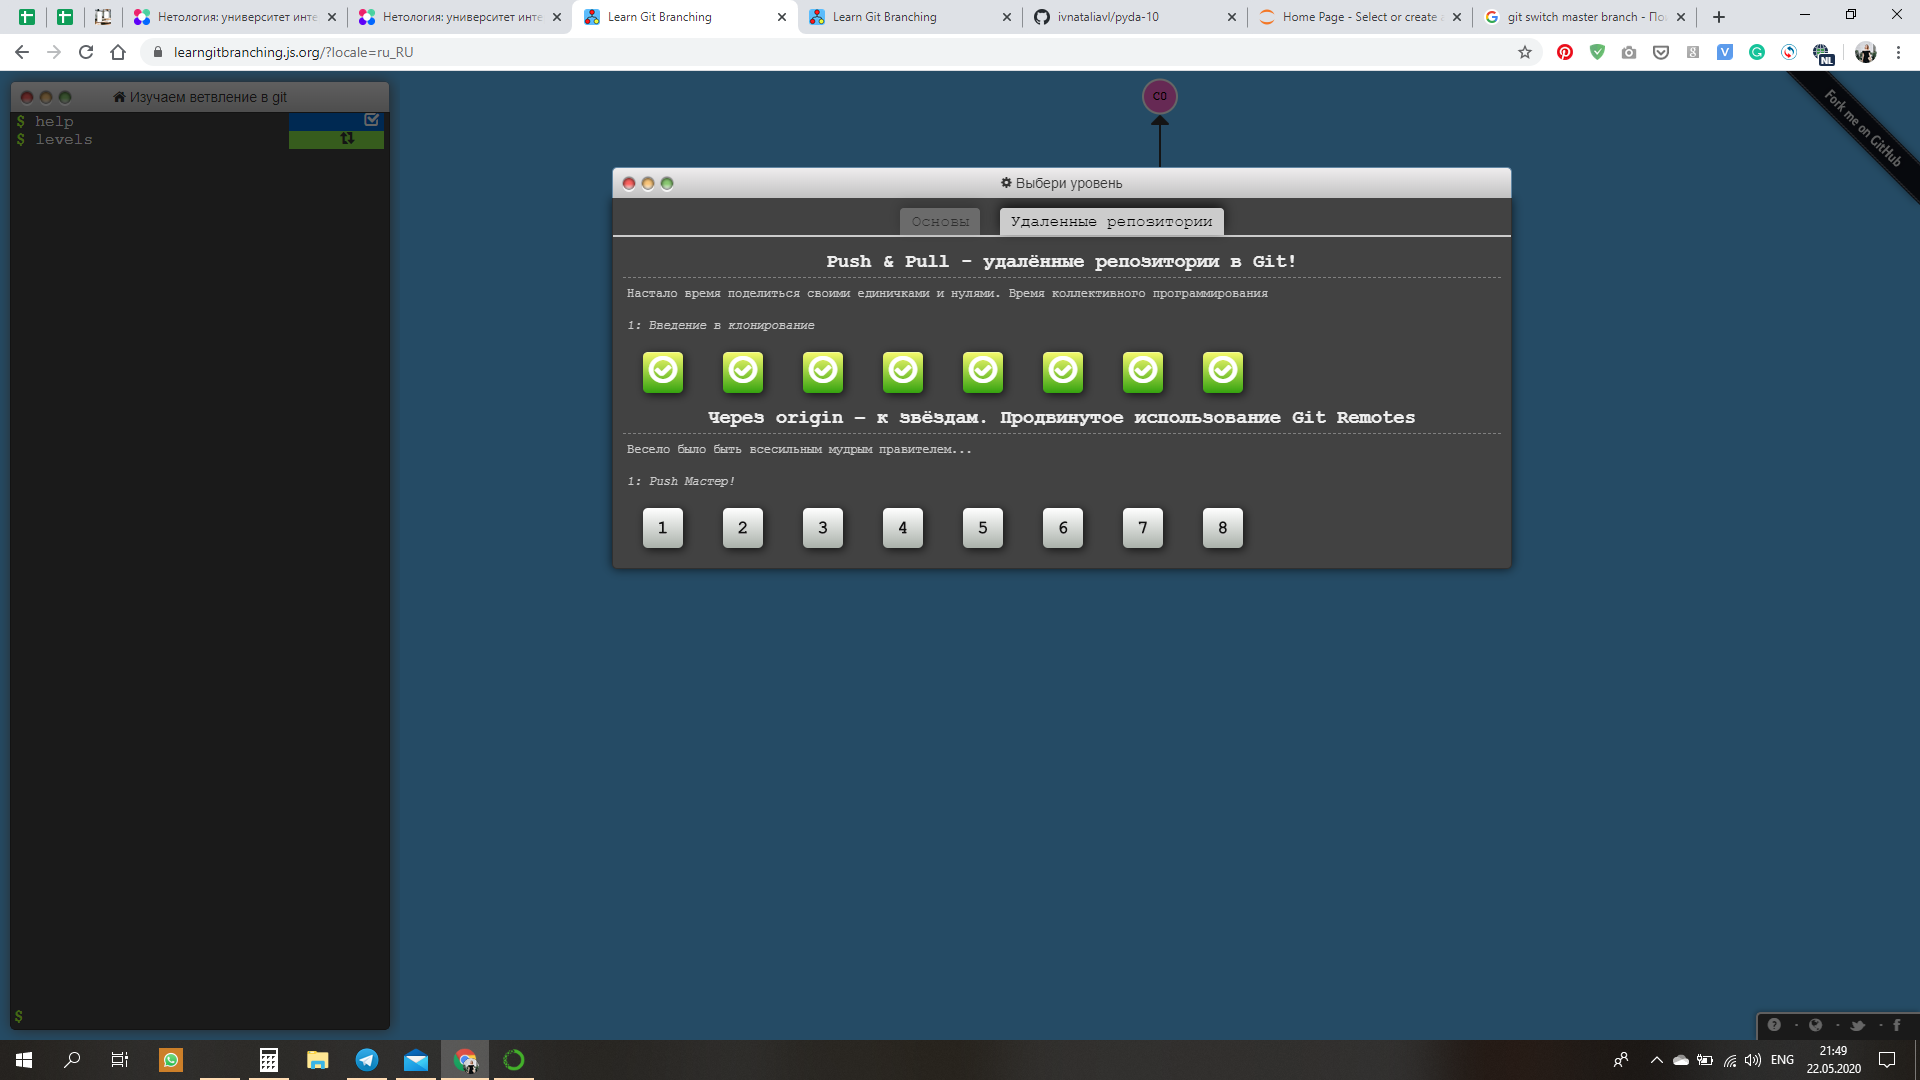 Нетология: университет инте
Нетология: университет инте
Learn Git Branching
Learn Git Branching
ivnataliavl/pyda-10
Home Page - Select or create a
git switch master branch - По
learngitbranching.js.org/?locale=ru_RU
NL
Изучаем ветвление в git
$ help
$ levels
$
C0
Fork me on GitHub
Выбери уровень
Основы
Удаленные репозитории
Push & Pull - удалённые репозитории в Git!
Настало время поделиться своими единичками и нулями. Время коллективного программирования
1: Введение в клонирование
Через origin – к звёздам. Продвинутое использование Git Remotes
Весело было быть всесильным мудрым правителем...
1: Push Мастер!
1 2 3 4 5 6 7 8
ENG
21:49
22.05.2020